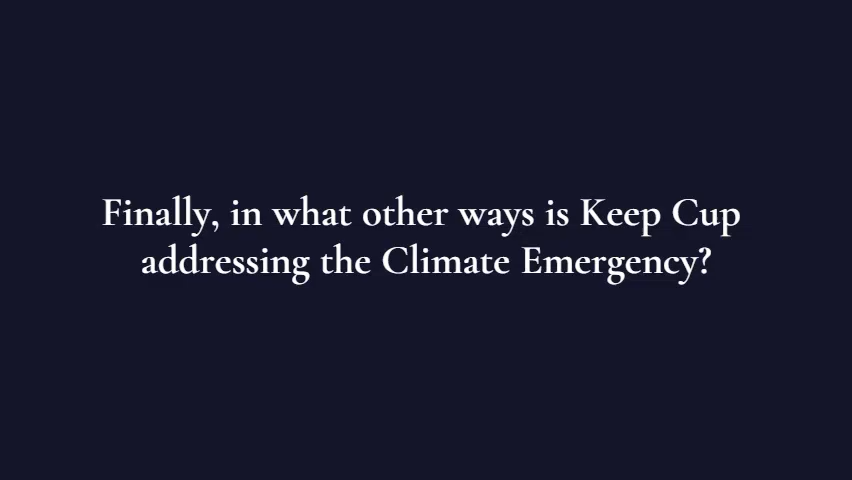 Finally, in what other ways is Keep Cup
addressing the Climate Emergency?